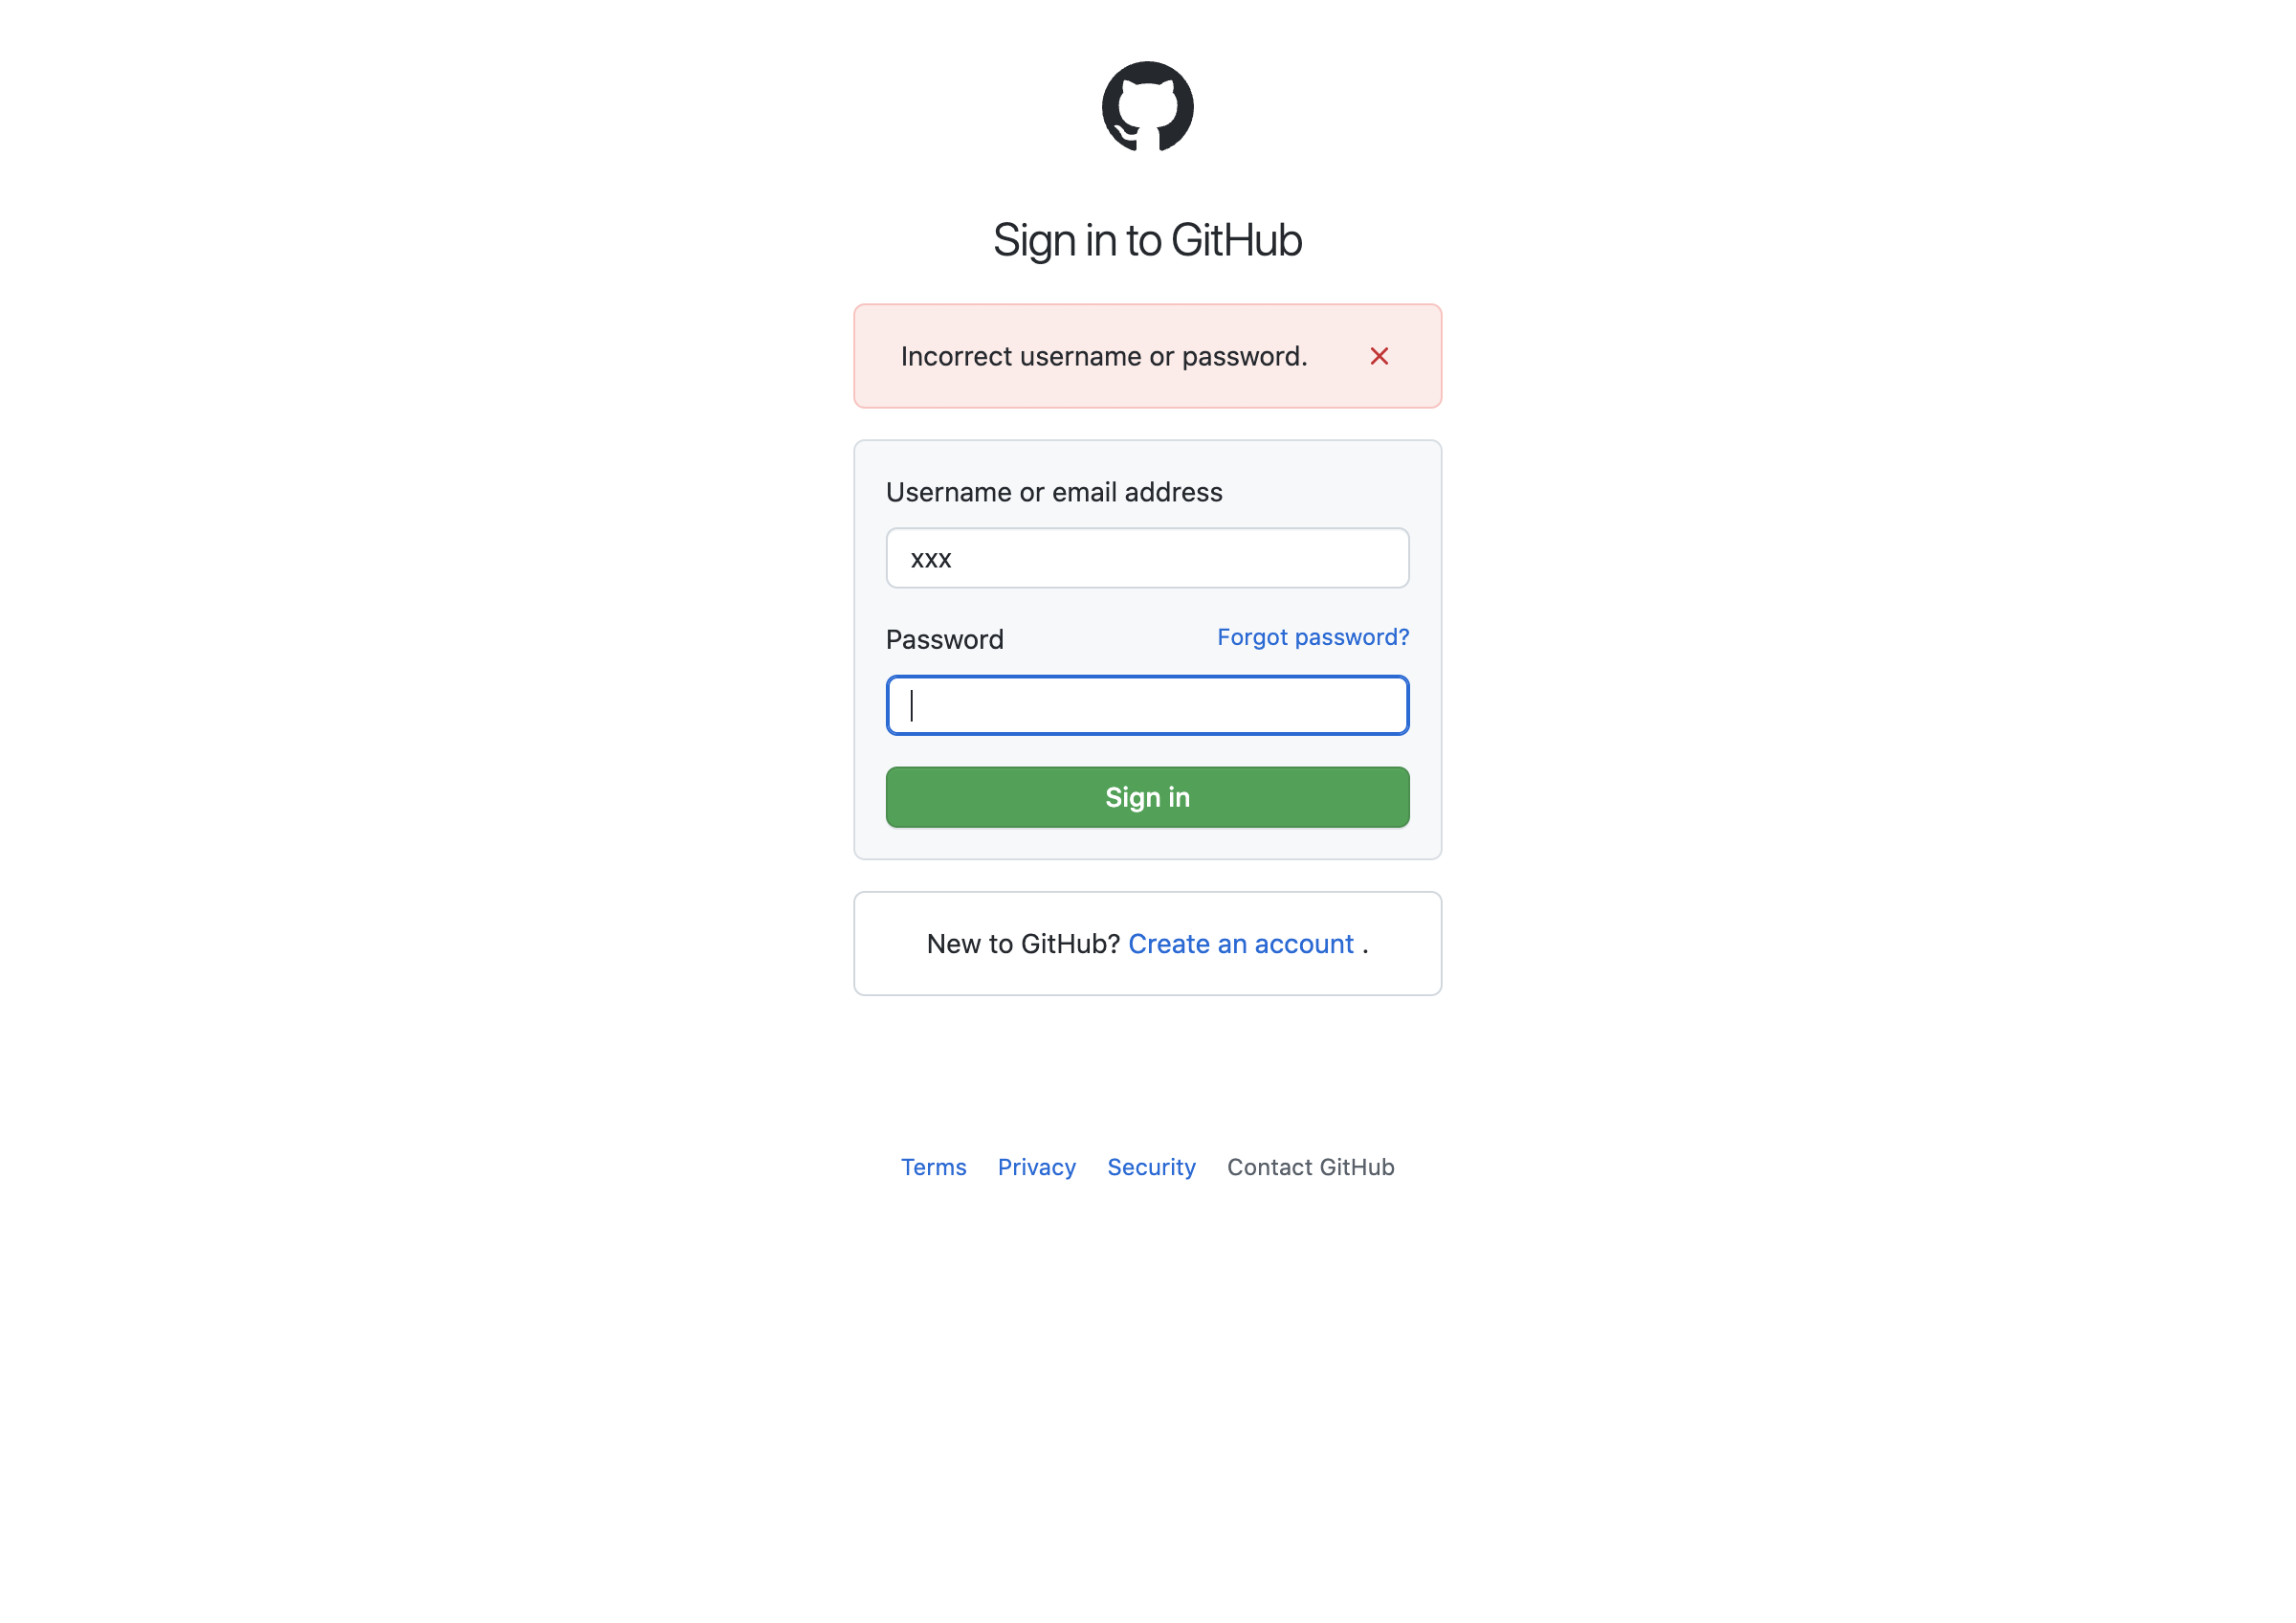 Sign in to GitHub
Incorrect username or password.
Username or email address
xxx
Password Forgot password?
Sign in
New to GitHub? Create an account .
Terms Privacy Security Contact GitHub